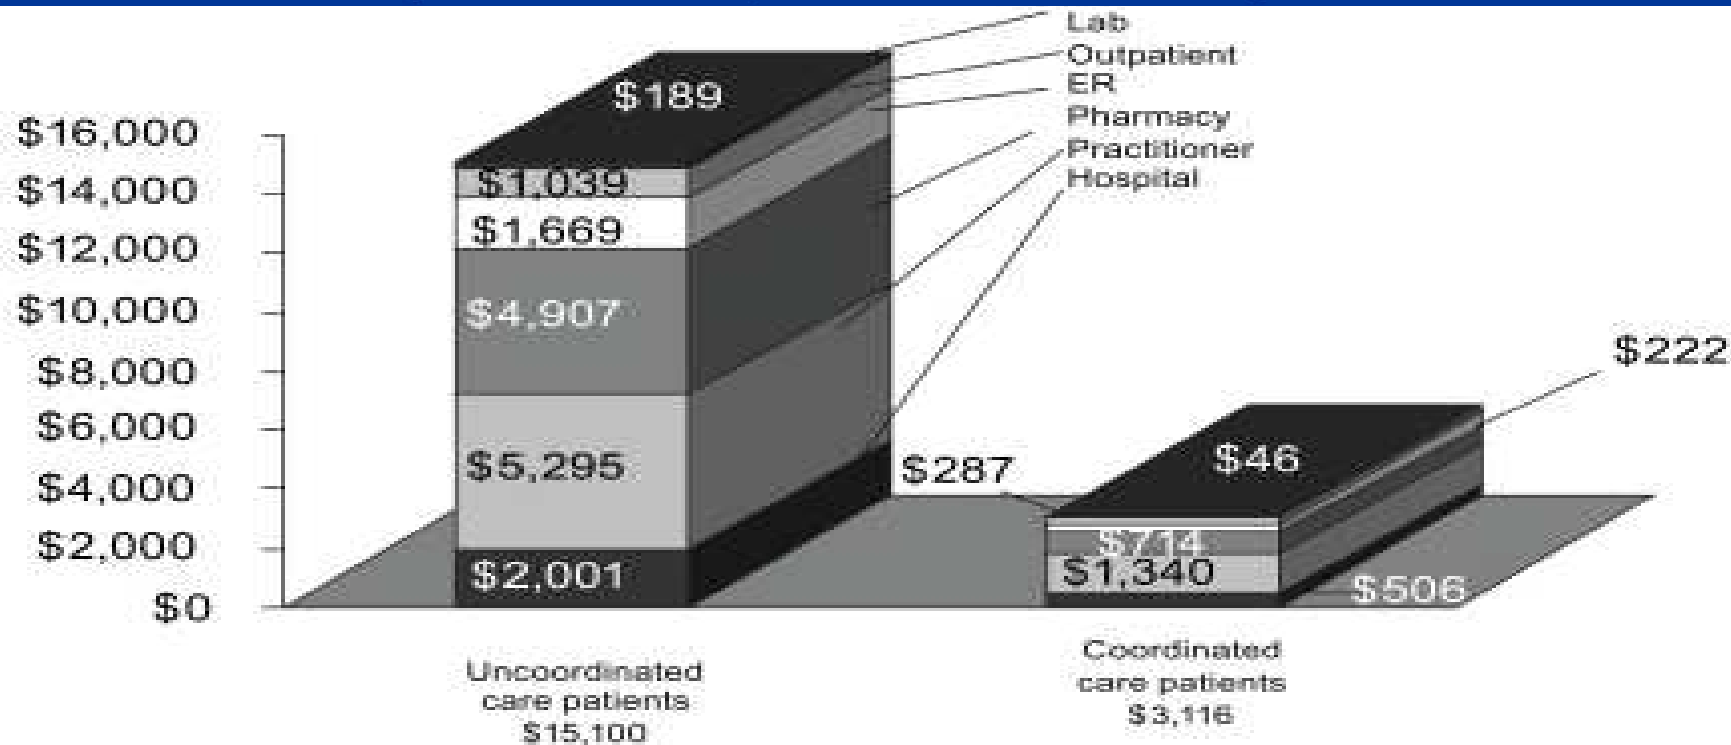 Lab
Outpatient
ER
Pharmacy
Practitioner
Hospital
$16,000
$14,000
$12,000
$10,000
$8,000
$6,000
$4,000
$2,000
$0
$189
$1,039
$1,669
$4,907
$5,295
$2,001
$287
$222
$46
$714
$1,340
$506
Uncoordinated
care patients
$15,100
Coordinated
care patients
$3,116